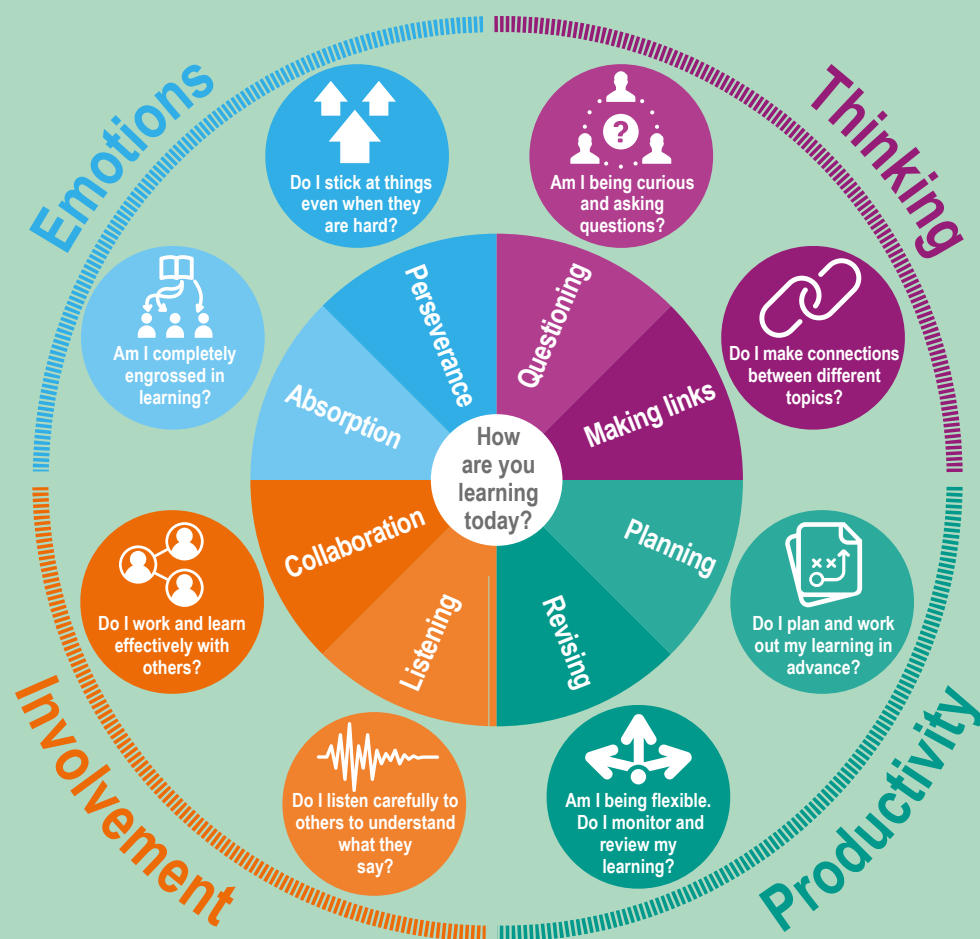 Emotions
Thinking
Do I stick at things
even when they
are hard?
?
Am I being curious
and asking
questions?
Am I completely
engrossed in
learning?
Do I make connections
between different
topics?
Perseverance
Questioning
Absorption
Making links
How
are you
learning
today?
Collaboration
Planning
Listening
Revising
Do I work and learn
effectively with
others?
Do I plan and work
out my learning in
advance?
Do I listen carefully to
others to understand
what they
say?
Am I being flexible.
Do I monitor and
review my
learning?
Involvement
Productivity